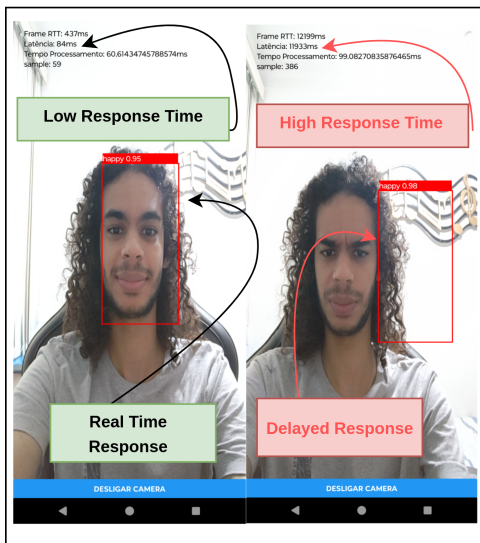 Frame RTT: 437ms
Latência: 84ms
Tempo Processamento: 60.61434745788574ms
sample: 59
Low Response Time
happy 0.95
Real Time
Response
DESLIGAR CAMERA
Frame RTT: 12199ms
Latência: 11933ms
Tempo Processamento: 99.08270835876465ms
sample: 386
High Response Time
happy 0.98
Delayed Response
DESLIGAR CAMERA